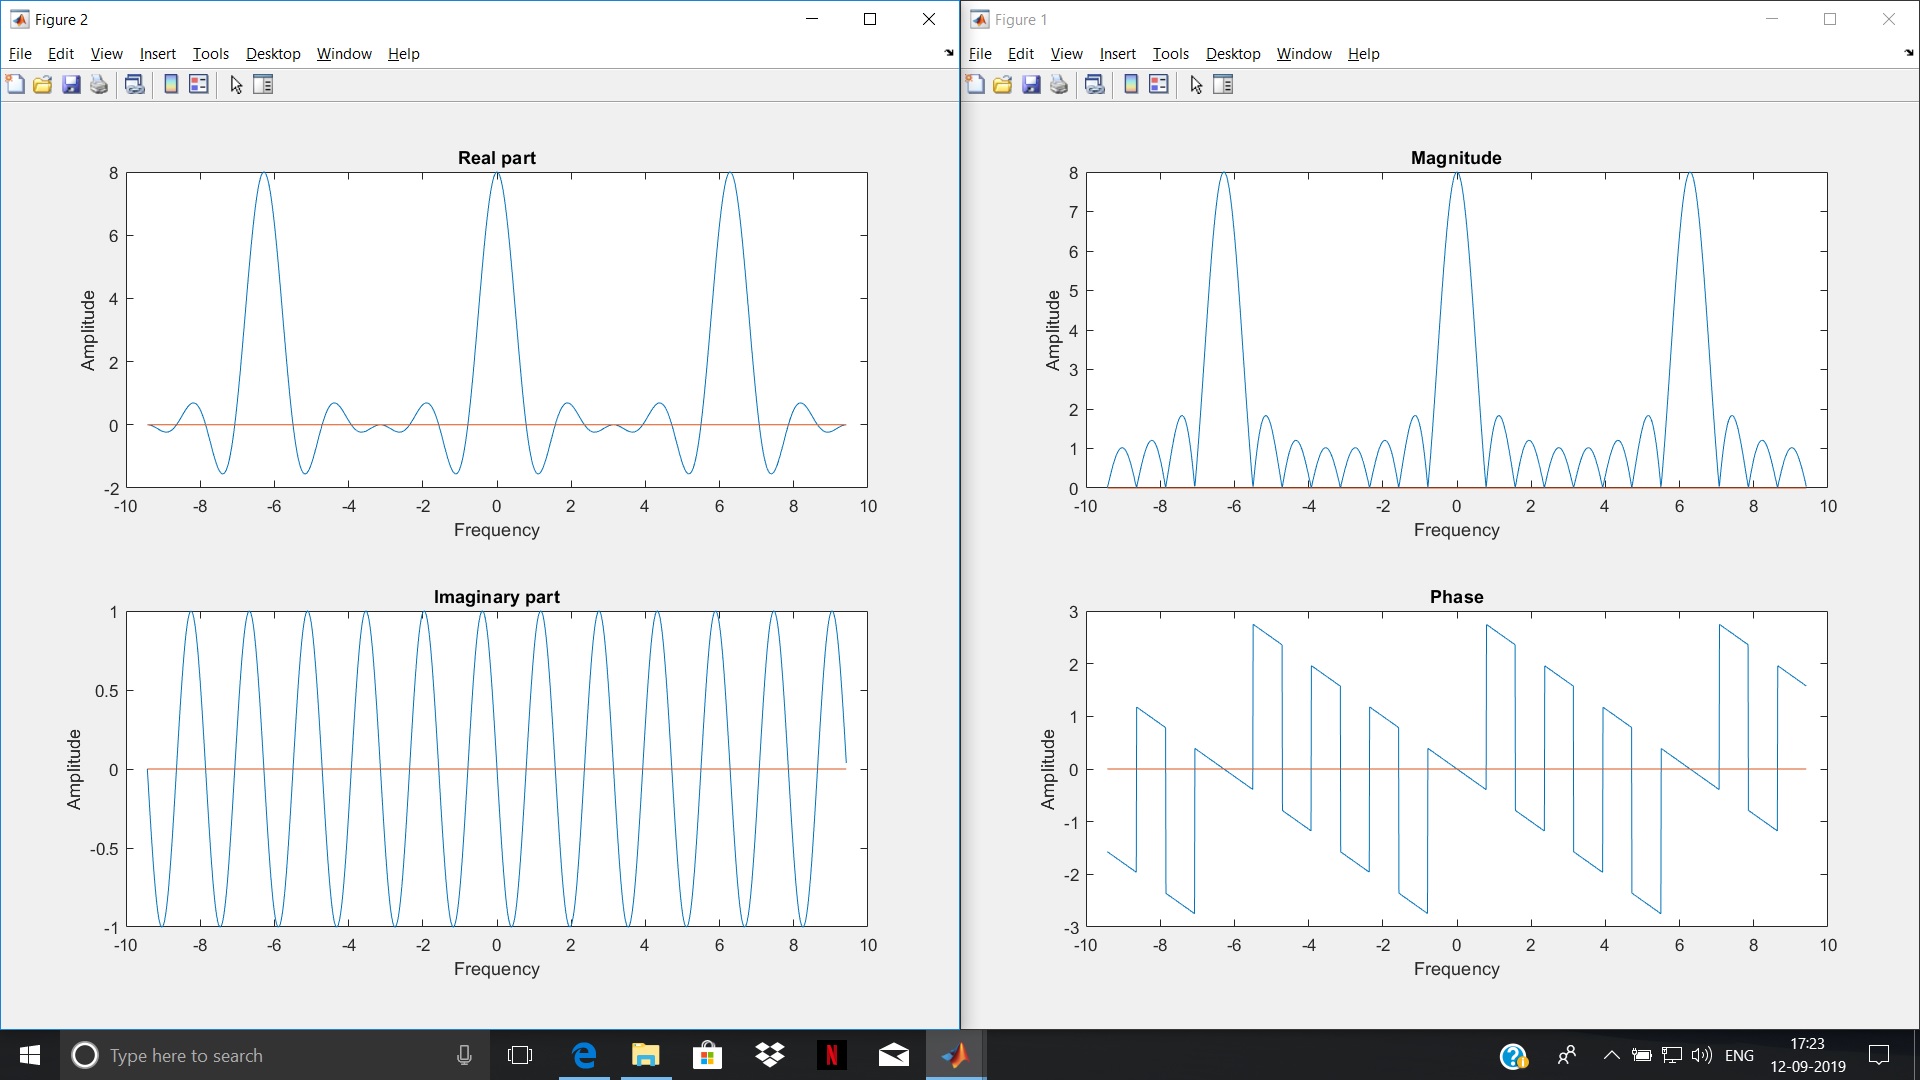 Figure 2
File Edit View Insert Tools Desktop Window Help
Real part
8
6
4
2
0
-2
Amplitude
-10 -8 -6 -4 -2 0 2 4 6 8 10
Frequency
Imaginary part
1
0.5
0
-0.5
-1
Amplitude
-10 -8 -6 -4 -2 0 2 4 6 8 10
Frequency
Figure 1
File Edit View Insert Tools Desktop Window Help
Magnitude
8
7
6
5
4
3
2
1
0
Amplitude
-10 -8 -6 -4 -2 0 2 4 6 8 10
Frequency
Phase
3
2
1
0
-1
-2
-3
Amplitude
-10 -8 -6 -4 -2 0 2 4 6 8 10
Frequency
Type here to search
N
ENG
17:23
12-09-2019